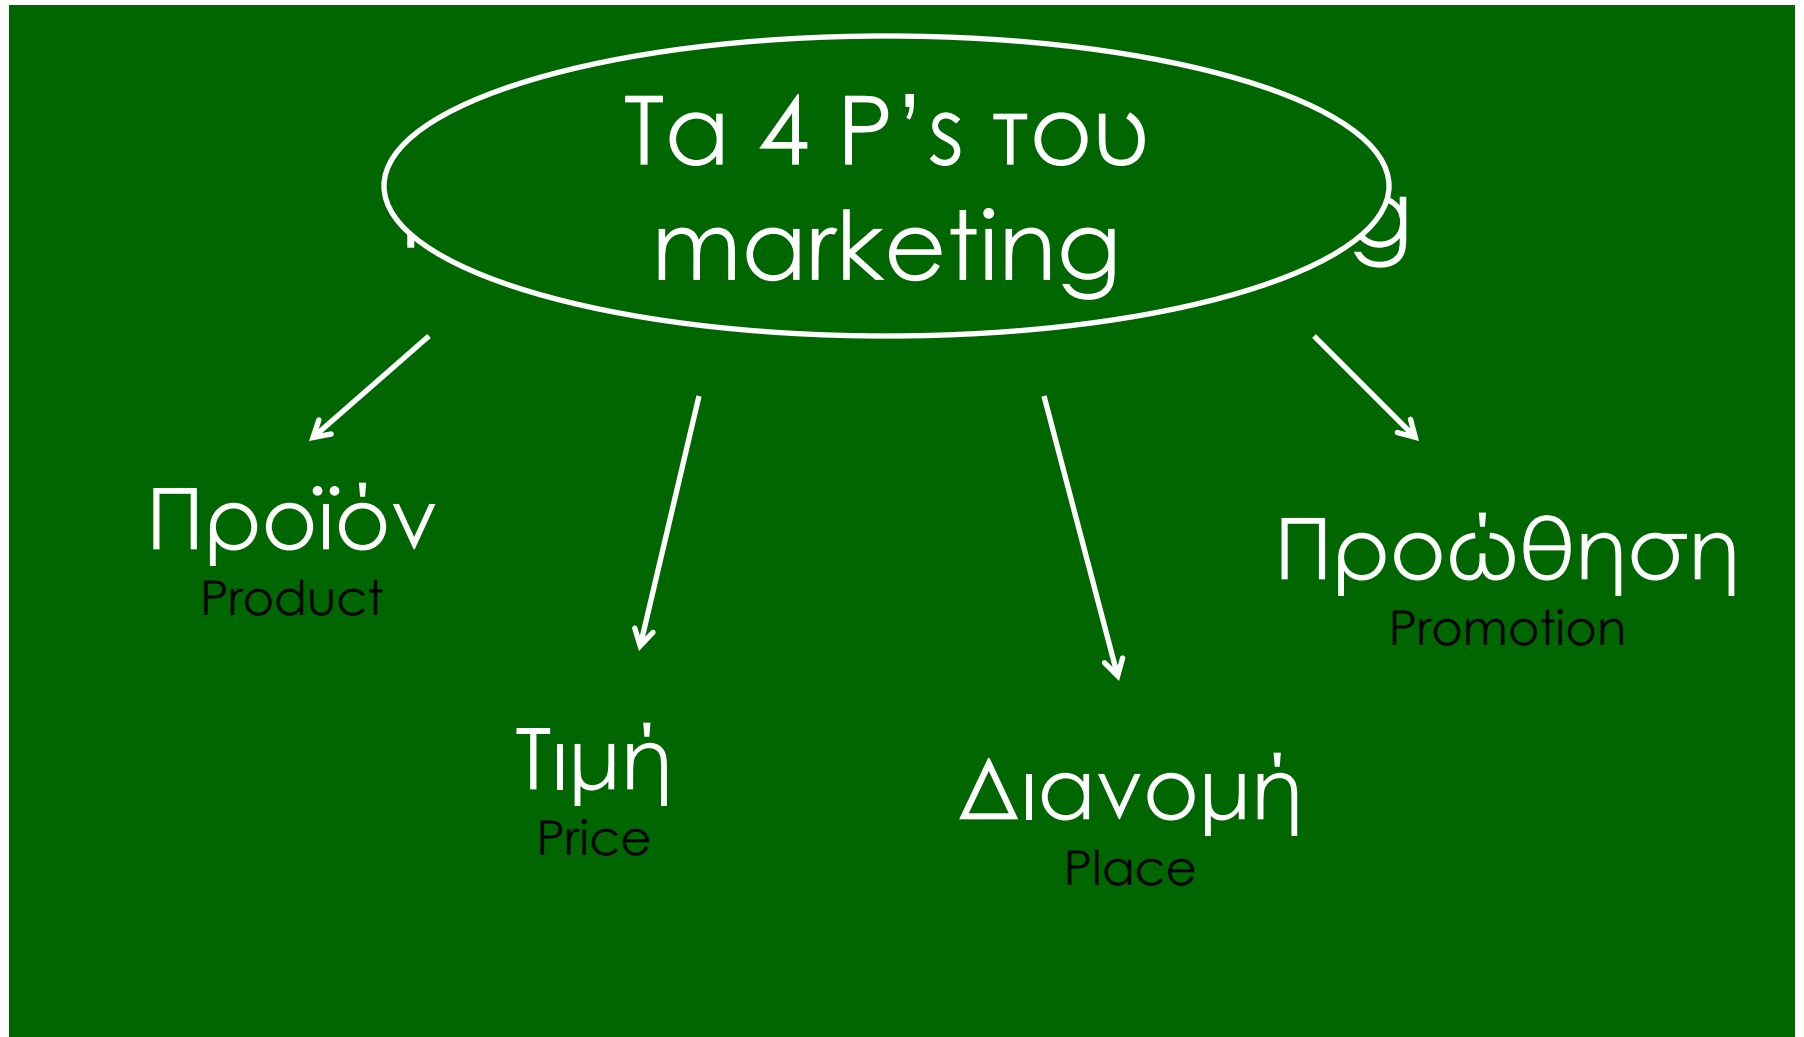 Τα 4 P’s του
marketing
Προϊόν
Product
Τιμή
Price
Διανομή
Place
Προώθηση
Promotion